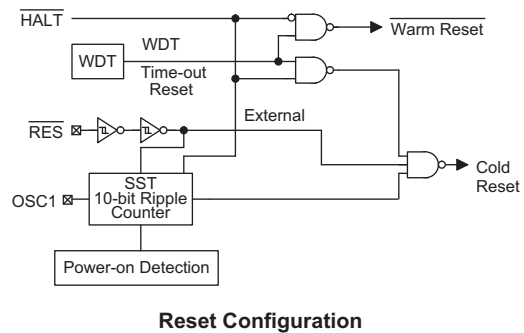 HALT
WDT
WDT
Time-out
Reset
Warm Reset
RES
External
Cold
Reset
OSC1
SST
10-bit Ripple
Counter
Power-on Detection
Reset Configuration